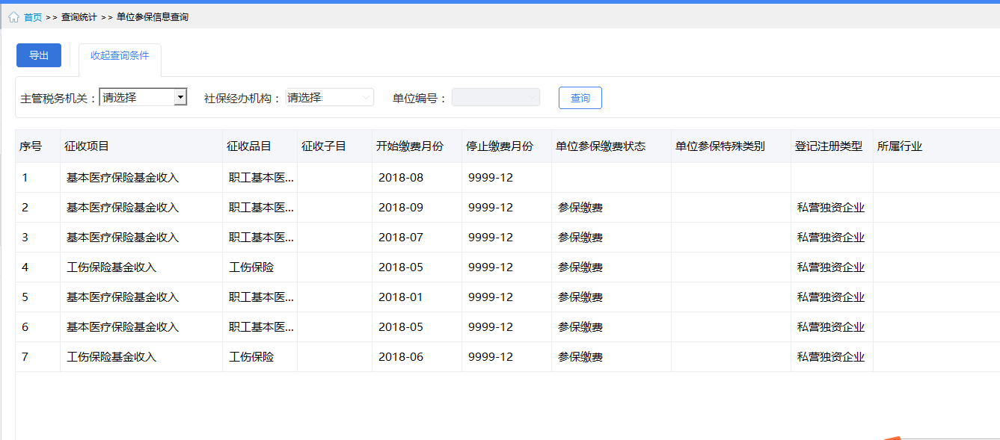 首页 >> 查询统计 >> 单位参保信息查询
导出 收起查询条件
主管税务机关： 请选择 社保经办机构： 请选择 单位编号： 查询
序号 征收项目 征收品目 征收子目 开始缴费月份 停止缴费月份 单位参保缴费状态 单位参保特殊类别 登记注册类型 所属行业
1 基本医疗保险基金收入 职工基本医... 2018-08 9999-12
2 基本医疗保险基金收入 职工基本医... 2018-09 9999-12 参保缴费 私营独资企业
3 基本医疗保险基金收入 职工基本医... 2018-07 9999-12 参保缴费 私营独资企业
4 工伤保险基金收入 工伤保险 2018-05 9999-12 参保缴费 私营独资企业
5 基本医疗保险基金收入 职工基本医... 2018-01 9999-12 参保缴费 私营独资企业
6 基本医疗保险基金收入 职工基本医... 2018-05 9999-12 参保缴费 私营独资企业
7 工伤保险基金收入 工伤保险 2018-06 9999-12 参保缴费 私营独资企业